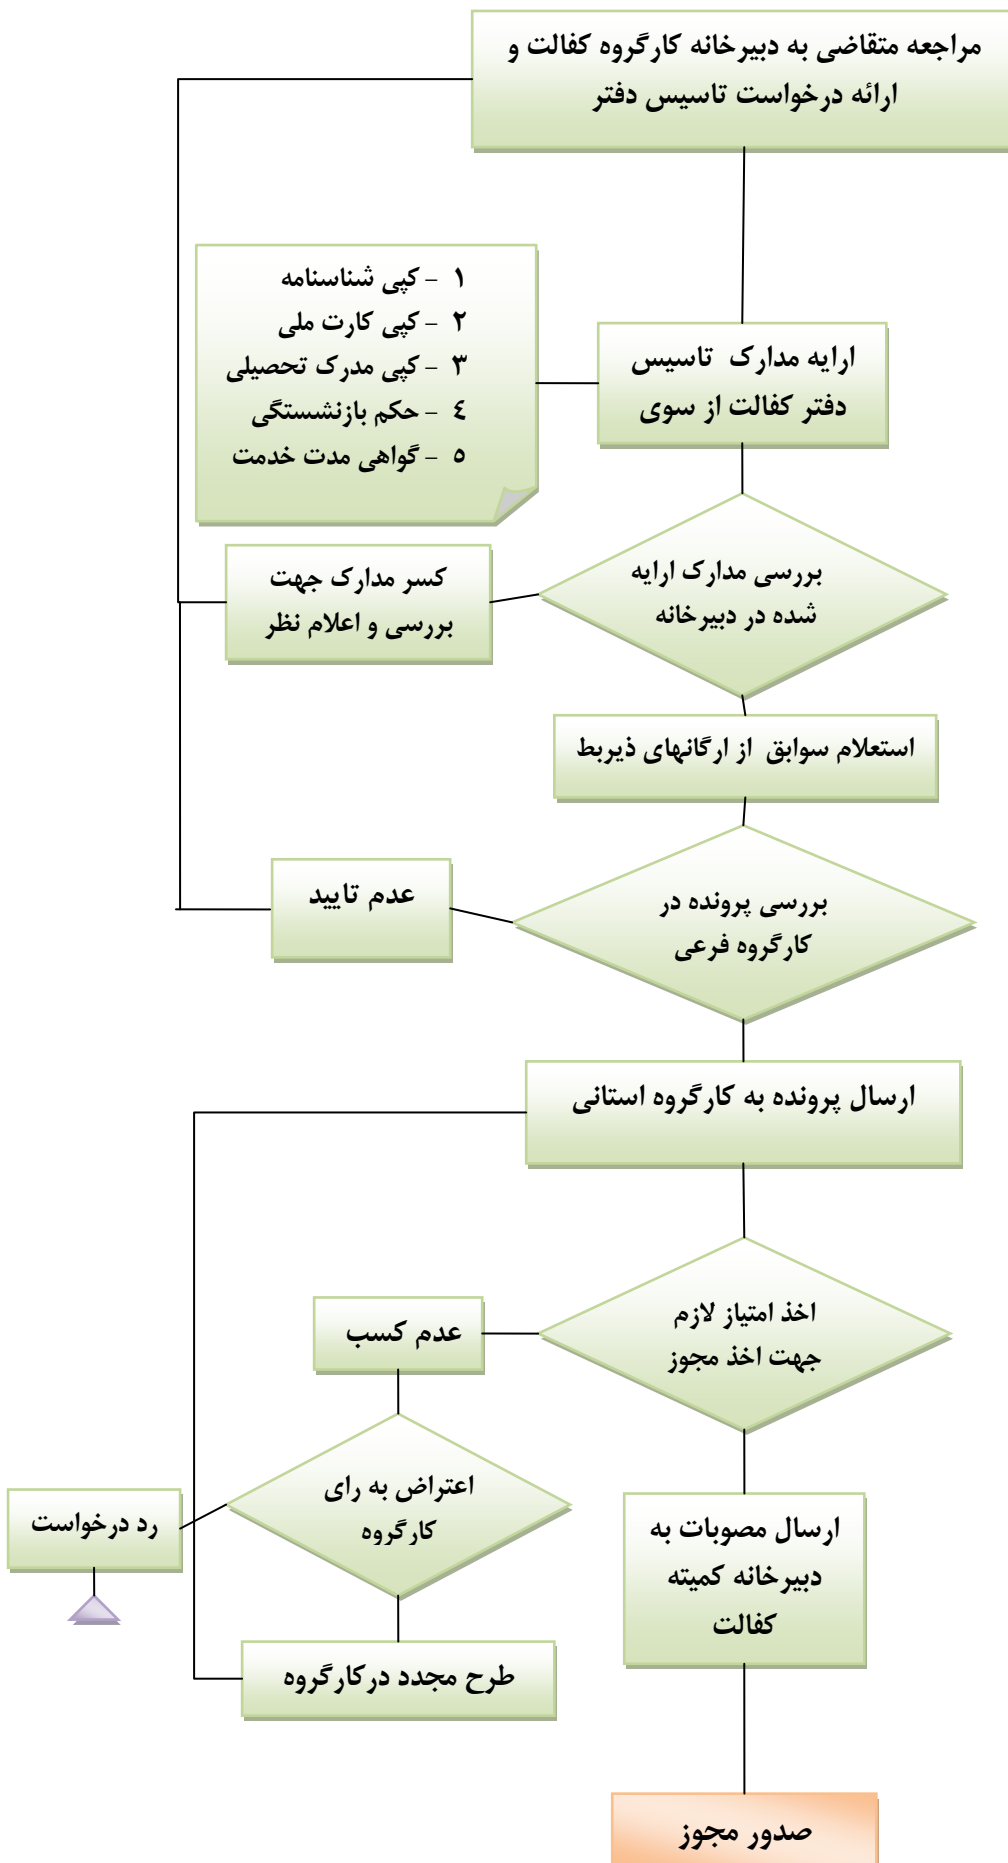 مراجعه متقاضی به دبیرخانه کارگروه کفالت و
ارائه درخواست تاسیس دفتر
۱ - کپی شناسنامه
۲ - کپی کارت ملی
۳ - کپی مدرک تحصیلی
٤ - حکم بازنشستگی
٥ - گواهی مدت خدمت
ارایه مدارک تاسیس
دفتر کفالت از سوی
بررسی مدارک ارایه
شده در دبیرخانه
کسر مدارک جهت
بررسی و اعلام نظر
استعلام سوابق از ارگانهای ذیربط
بررسی پرونده در
کارگروه فرعی
عدم تایید
ارسال پرونده به کارگروه استانی
اخذ امتیاز لازم
جهت اخذ مجوز
عدم کسب
اعتراض به رای
کارگروه
رد درخواست
ارسال مصوبات به
دبیرخانه کمیته
کفالت
طرح مجدد درکارگروه
صدور مجوز